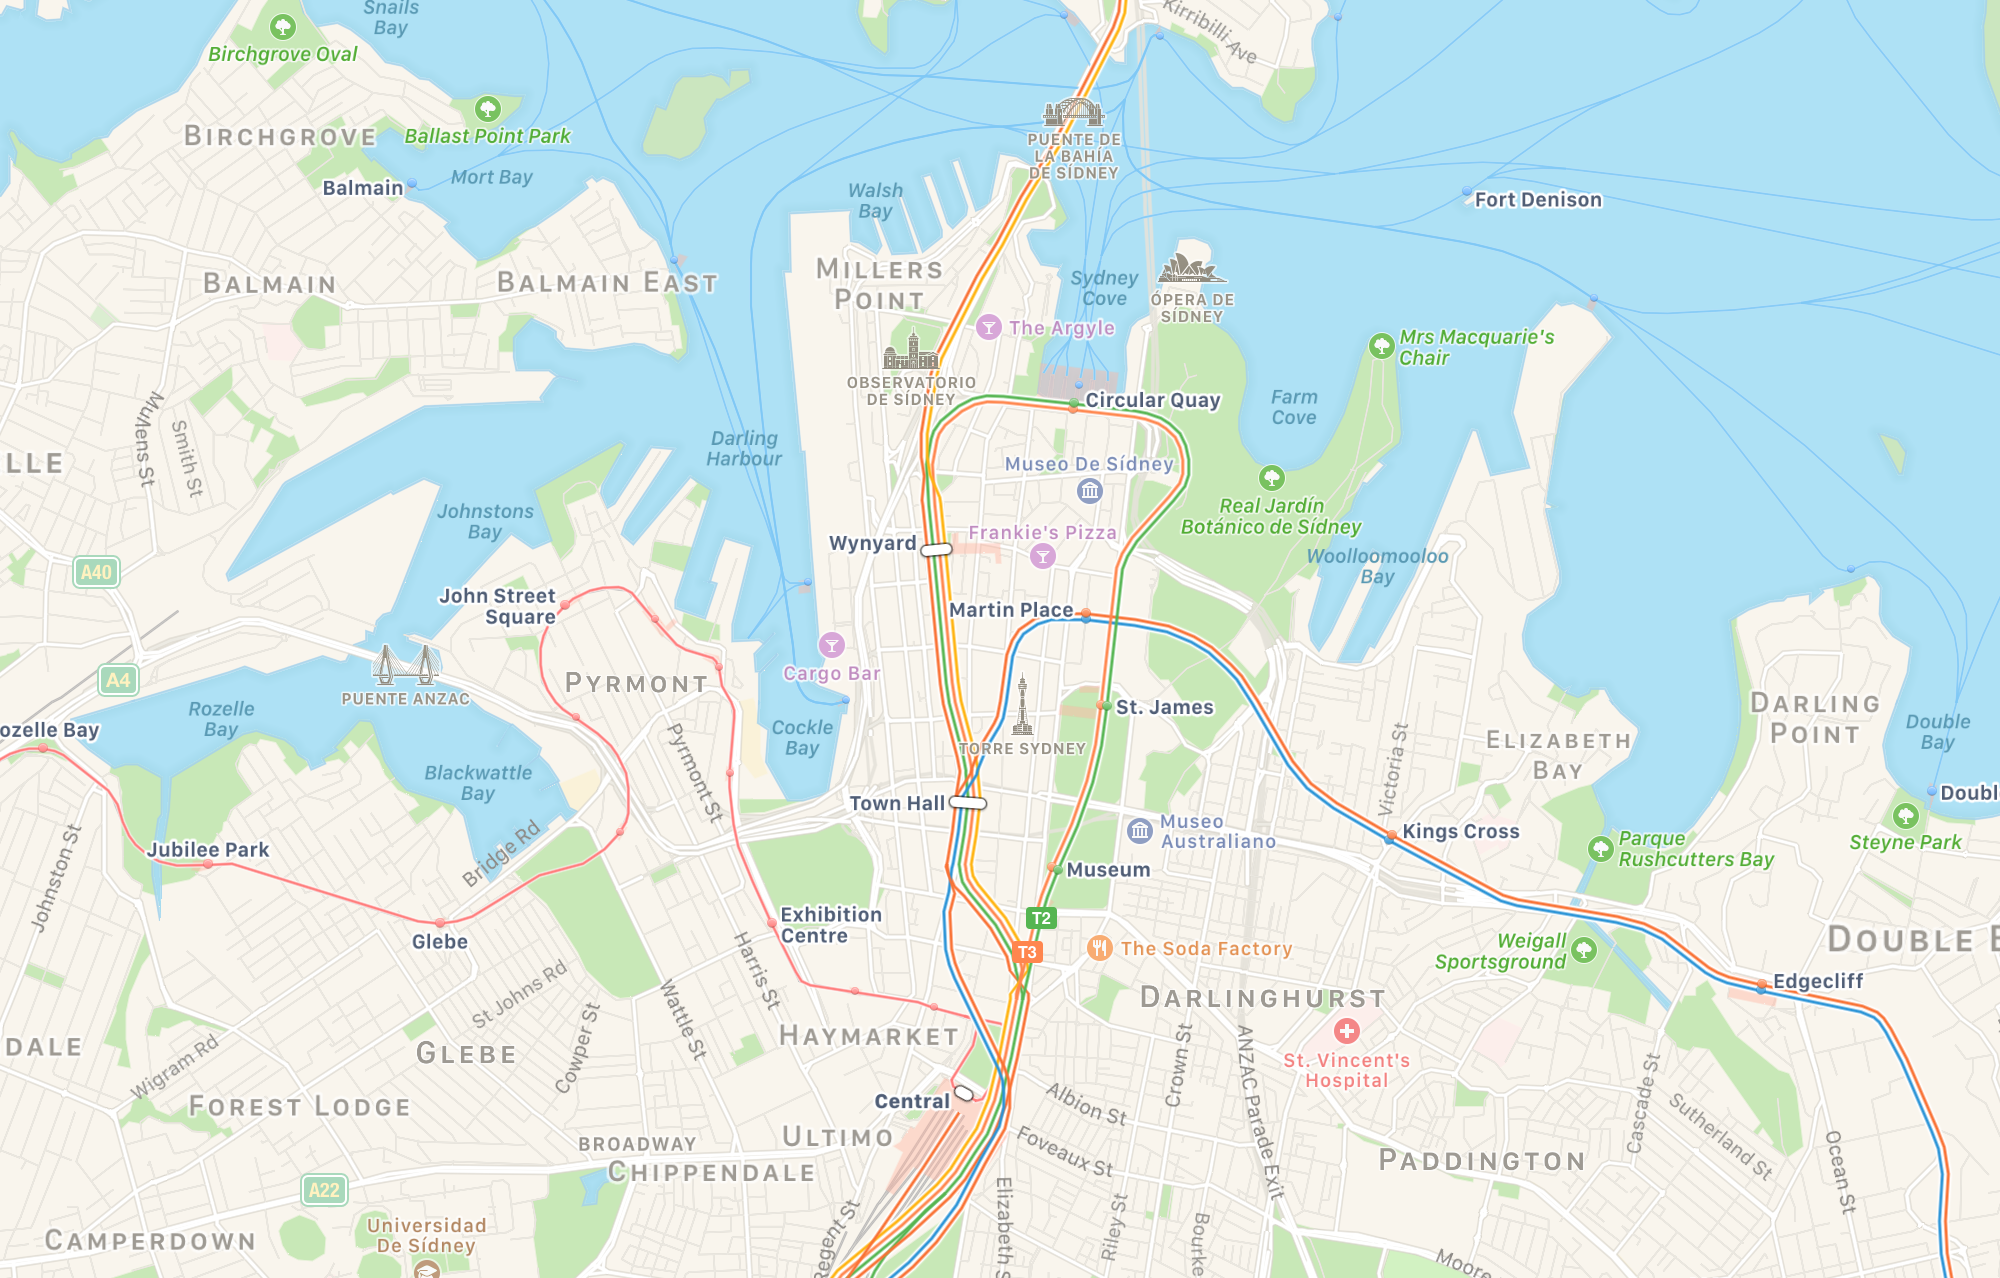 Snails
Bay
Kirribilli Ave
Birchgrove Oval
BIRCHGROVE
Ballast Point Park
PUENTE DE
LA BAHÍA
DE SÍDNEY
Balmain
Mort Bay
Walsh
Bay
Fort Denison
BALMAIN
BALMAIN EAST
MILLERS
POINT
Sydney
Cove
ÓPERA DE
SÍDNEY
The Argyle
Mrs Macquarie's
Chair
OBSERVATORIO
DE SÍDNEY
Circular Quay
Farm
Cove
Mullens St
Smith St
Darling
Harbour
LLE
Museo De Sídney
Johnstons
Bay
Real Jardín
Botánico de Sídney
Wynyard
Frankie's Pizza
Woolloomooloo
Bay
A40
John Street
Square
Martin Place
A4
PUENTE ANZAC
PYRMONT
Cargo Bar
Rozelle
Bay
ozelle Bay
Cockle
Bay
St. James
TORRE SYDNEY
Pyrmont St
Victoria St
ELIZABETH
BAY
DARLING
POINT
Double
Bay
Blackwattle
Bay
Town Hall
Doubl
Museo
Australiano
Kings Cross
Parque
Rushcutters Bay
Steyne Park
Johnston St
Jubilee Park
Bridge Rd
Museum
T2
Exhibition
Centre
Glebe
Harris St
T3
The Soda Factory
Weigall
Sportsground
DOUBLE
Edgecliff
St Johns Rd
Wattle St
DARLINGHURST
HAYMARKET
DALE
GLEBE
Wigram Rd
Cowper St
Crown St
ANZAC Parade Exit
St. Vincent's
Hospital
Central
Albion St
Cascade St
Sutherland St
FOREST LODGE
ULTIMO
BROADWAY
CHIPPENDALE
Foveaux St
PADDINGTON
Ocean St
A22
Regent St
Elizabeth S
Riley St
Bourke
Universidad
De Sídney
CAMPERDOWN
Moore